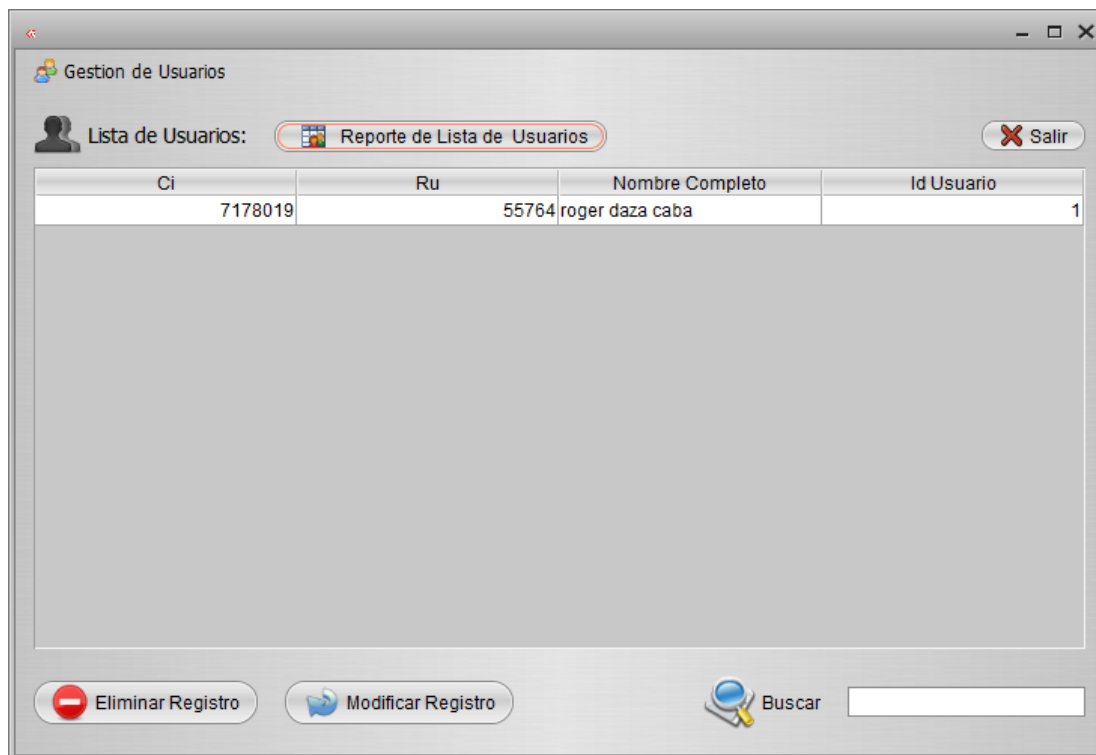 Gestion de Usuarios
Lista de Usuarios: Reporte de Lista de Usuarios Salir
Ci Ru Nombre Completo Id Usuario
7178019 55764 roger daza caba 1
Eliminar Registro Modificar Registro Buscar